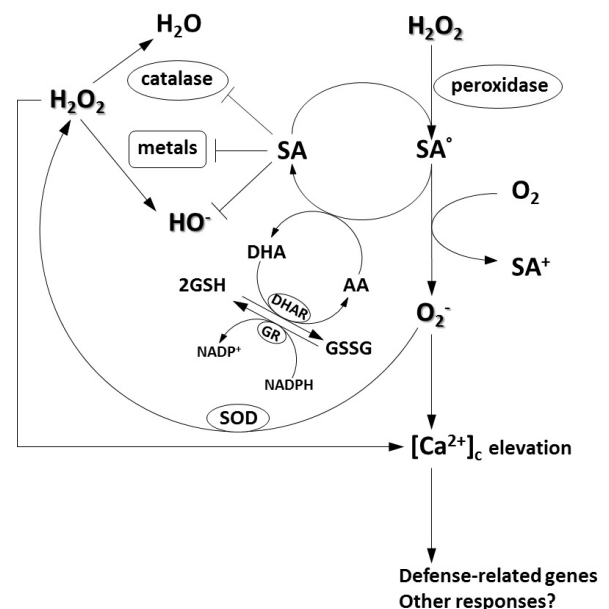 H₂O
H₂O₂
catalase
peroxidase
H₂O₂
metals
SA
SA°
O₂
HO⁻
DHA
SA⁺
2GSH
AA
DHAR
O₂⁻
GR
GSSG
NADP⁺
NADPH
SOD
[Ca²⁺]c elevation
Defense-related genes
Other responses?